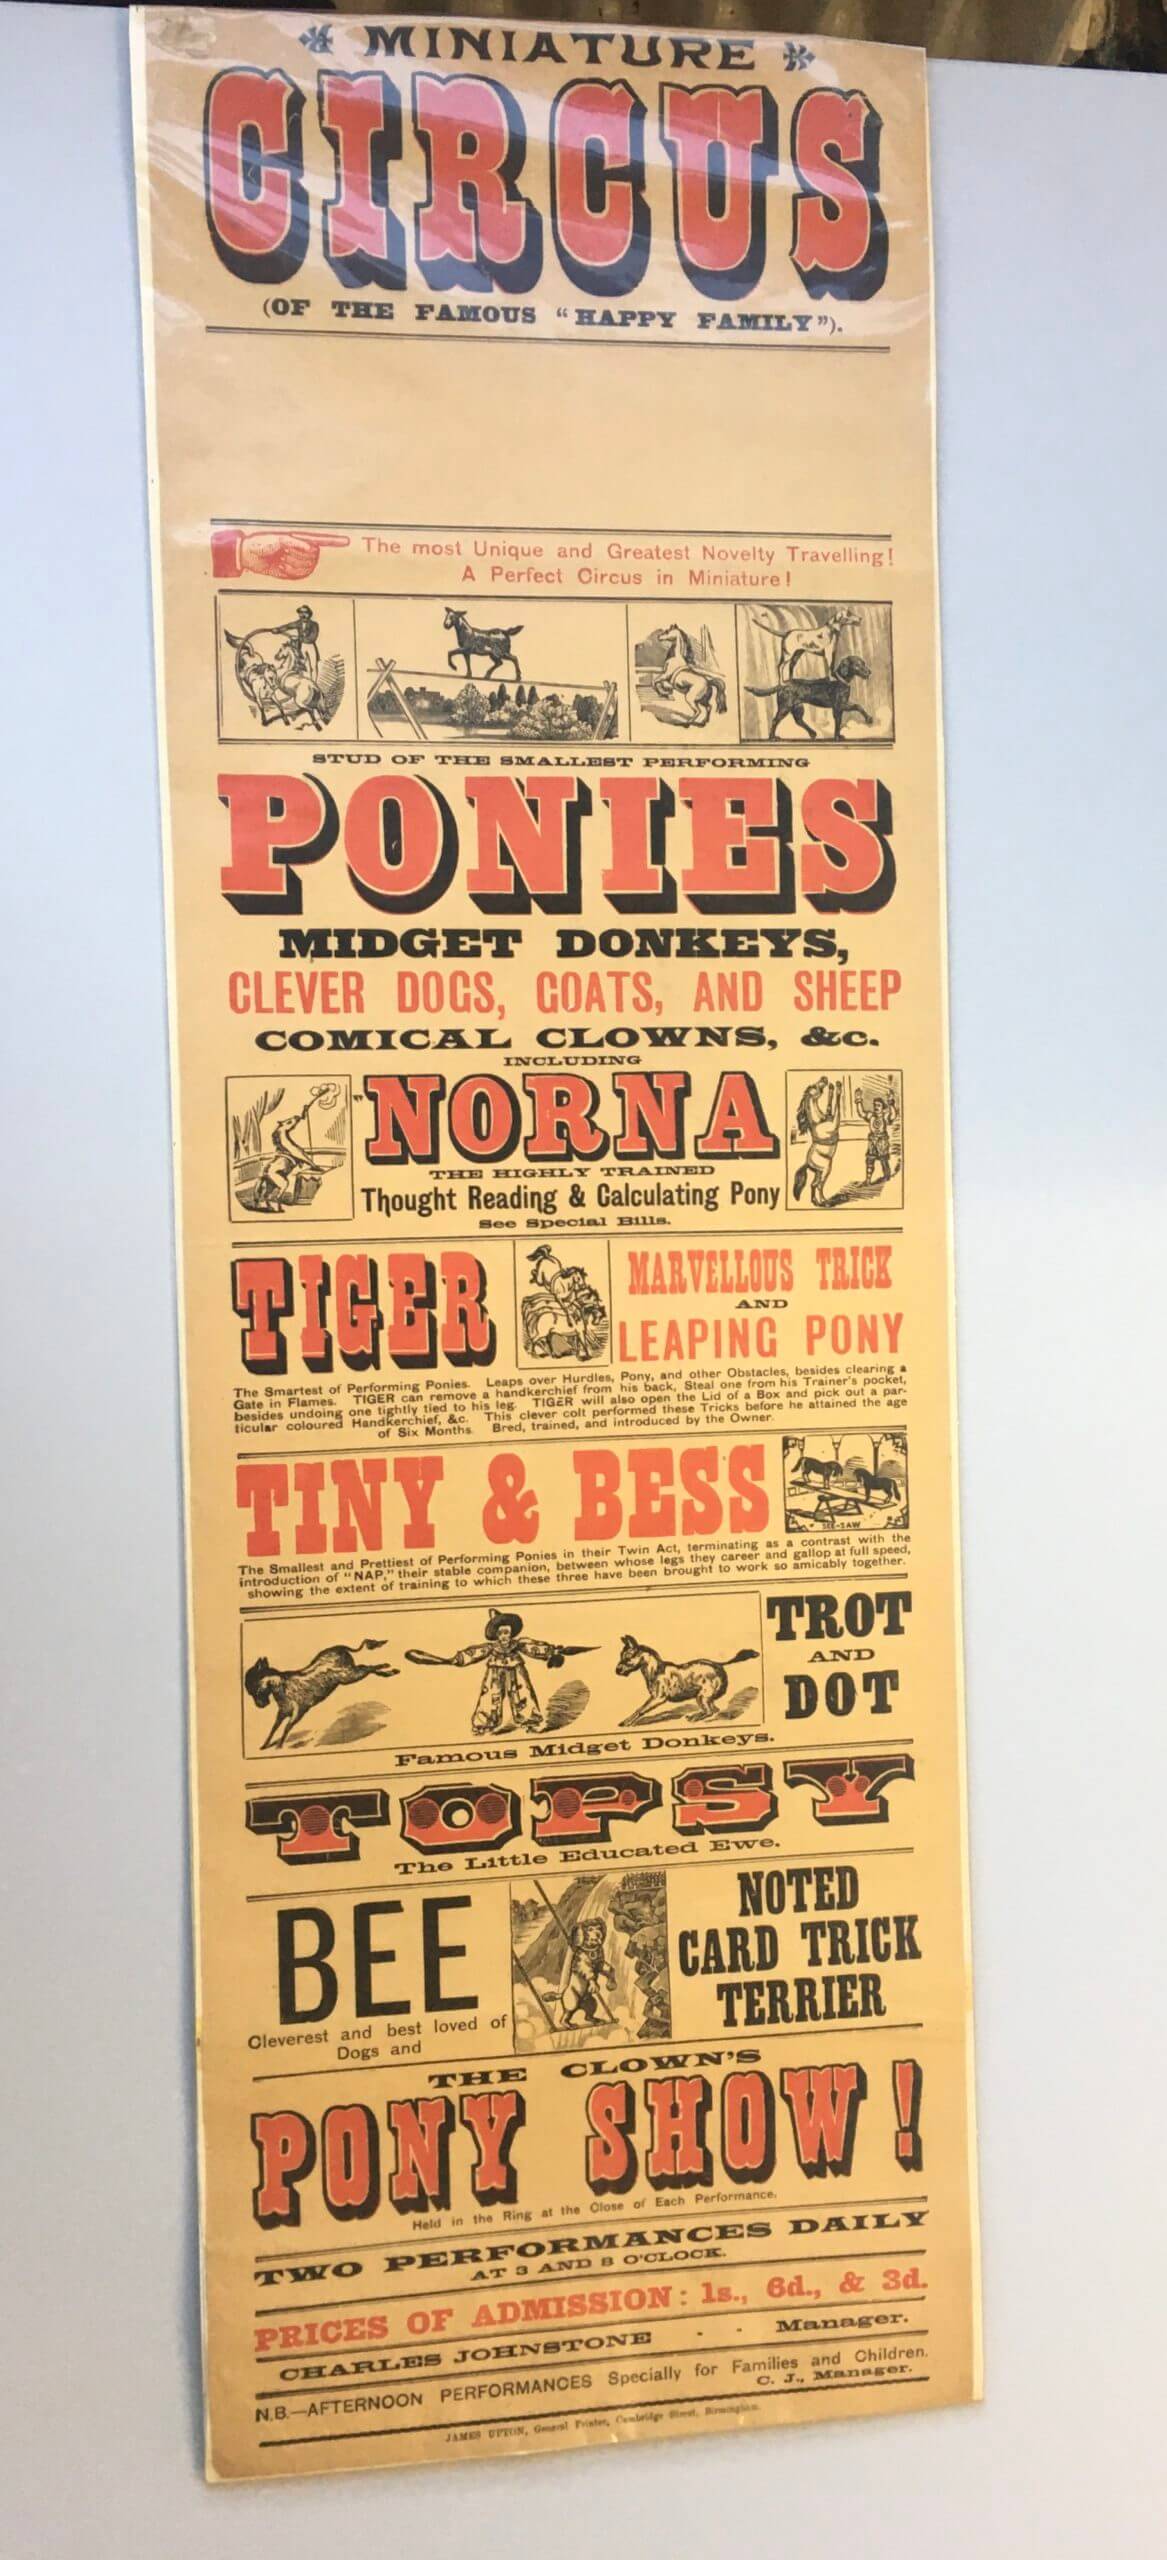 MINIATURE
CIRCUS
(OF THE FAMOUS "HAPPY FAMILY").
The most Unique and Greatest Novelty Travelling!
A Perfect Circus in Miniature!
STUD OF THE SMALLEST PERFORMING
PONIES
MIDGET DONKEYS,
CLEVER DOGS, GOATS, AND SHEEP
COMICAL CLOWNS, &c.
INCLUDING
"NORNA
THE HIGHLY TRAINED
Thought Reading & Calculating Pony
See Special Bills.
TIGER
MARVELLOUS TRICK
AND
LEAPING PONY
The Smartest of Performing Ponies. Leaps over Hurdles, Pony, and other Obstacles, besides clearing a
Gate in Flames. TIGER can remove a handkerchief from his back, Steal one from his Trainer's pocket,
besides undoing one tightly tied to his leg. TIGER will also open the Lid of a Box and pick out a par-
ticular coloured Handkerchief, &c. This clever colt performed these Tricks before he attained the age
of Six Months. Bred, trained, and introduced by the Owner.
TINY & BESS
SEE-SAW
The Smallest and Prettiest of Performing Ponies in their Twin Act, terminating as a contrast with the
introduction of "NAP," their stable companion, between whose legs they career and gallop at full speed,
showing the extent of training to which these three have been brought to work so amicably together.
TROT
AND
DOT
Famous Midget Donkeys.
TOPSY
The Little Educated Ewe.
BEE
Cleverest and best loved of
Dogs and
NOTED
CARD TRICK
TERRIER
THE CLOWN'S
PONY SHOW!
Held in the Ring at the Close of Each Performance.
TWO PERFORMANCES DAILY
AT 3 AND 8 O'CLOCK.
PRICES OF ADMISSION: 1s., 6d., & 3d.
CHARLES JOHNSTONE - - Manager.
N.B.—AFTERNOON PERFORMANCES Specially for Families and Children.
C. J., Manager.
JAMES UPTON, General Printer, Cambridge Street, Birmingham.